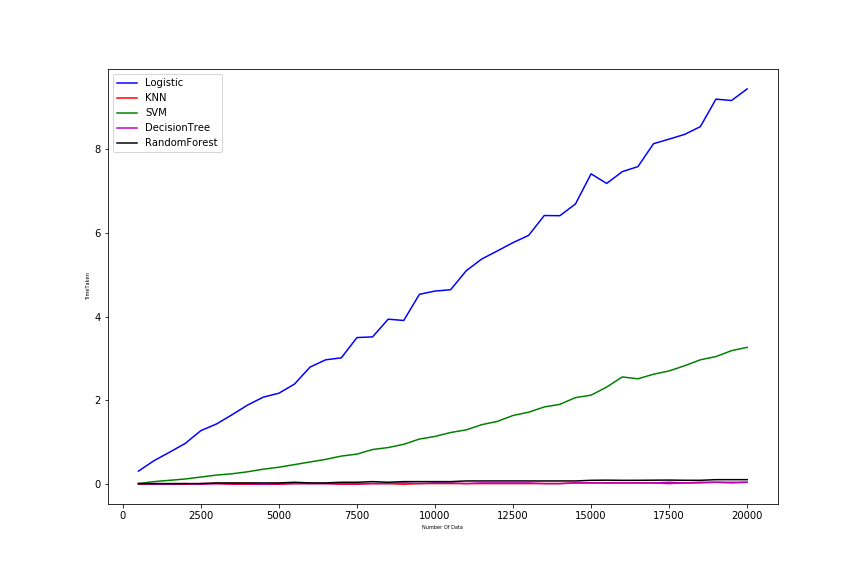 Logistic
KNN
SVM
DecisionTree
RandomForest
8
6
4
2
0
TimeTaken
0 2500 5000 7500 10000 12500 15000 17500 20000
Number Of Data